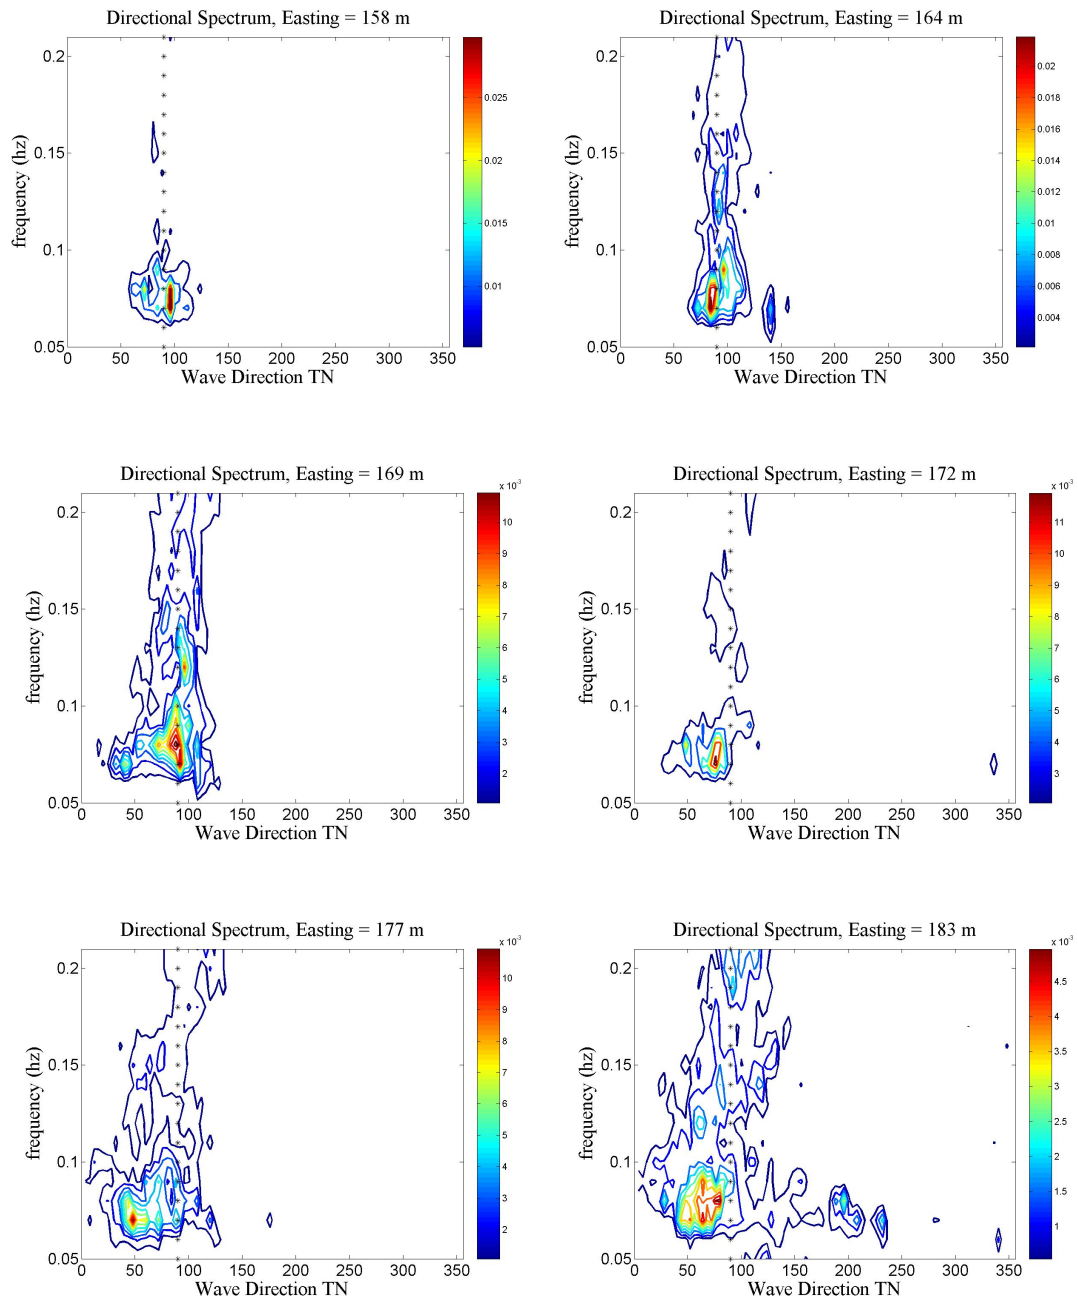 Directional Spectrum, Easting = 158 m
frequency (hz)
0.2
0.15
0.1
0.05
0 50 100 150 200 250 300 350
Wave Direction TN
0.025
0.02
0.015
0.01
Directional Spectrum, Easting = 164 m
frequency (hz)
0.2
0.15
0.1
0.05
0 50 100 150 200 250 300 350
Wave Direction TN
0.02
0.018
0.016
0.014
0.012
0.01
0.008
0.006
0.004
Directional Spectrum, Easting = 169 m
frequency (hz)
0.2
0.15
0.1
0.05
0 50 100 150 200 250 300 350
Wave Direction TN
x 10-3
10
9
8
7
6
5
4
3
2
Directional Spectrum, Easting = 172 m
frequency (hz)
0.2
0.15
0.1
0.05
0 50 100 150 200 250 300 350
Wave Direction TN
x 10-3
11
10
9
8
7
6
5
4
3
Directional Spectrum, Easting = 177 m
frequency (hz)
0.2
0.15
0.1
0.05
0 50 100 150 200 250 300 350
Wave Direction TN
x 10-3
10
9
8
7
6
5
4
3
2
Directional Spectrum, Easting = 183 m
frequency (hz)
0.2
0.15
0.1
0.05
0 50 100 150 200 250 300 350
Wave Direction TN
x 10-3
4.5
4
3.5
3
2.5
2
1.5
1